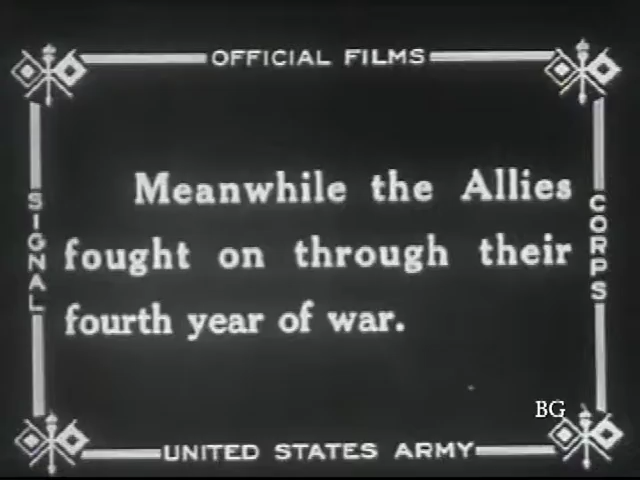 OFFICIAL FILMS
SIGNAL
CORPS
Meanwhile the Allies
fought on through their
fourth year of war.
BG
UNITED STATES ARMY